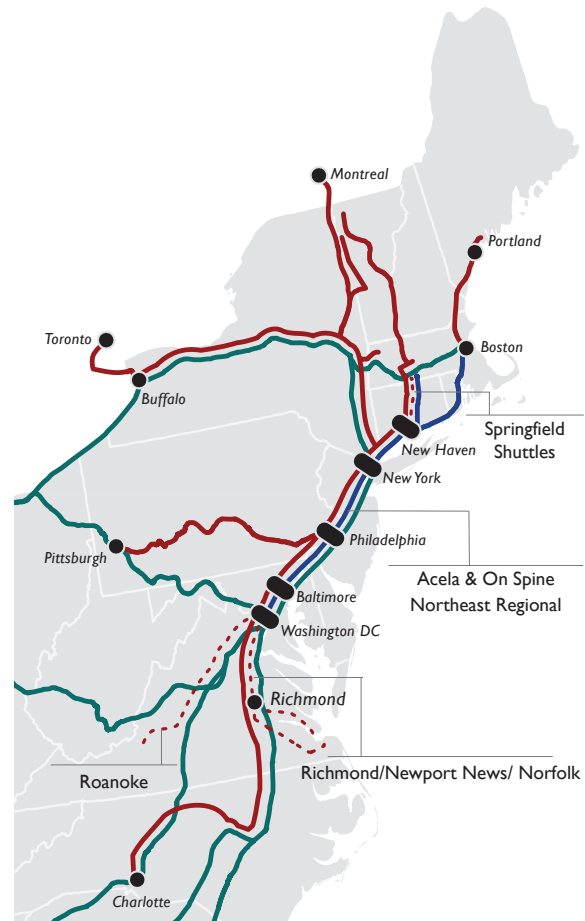 Montreal
Portland
Toronto
Boston
Buffalo
Springfield
Shuttles
New Haven
New York
Philadelphia
Pittsburgh
Acela & On Spine
Northeast Regional
Baltimore
Washington DC
Richmond
Roanoke
Richmond/Newport News/ Norfolk
Charlotte